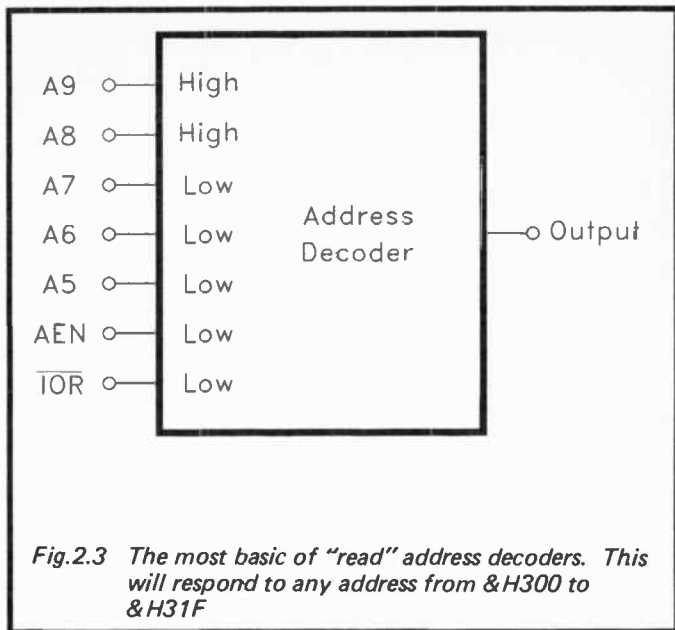 A9 High
A8 High
A7 Low
A6 Low
A5 Low
AEN Low
IOR Low
Address
Decoder
Output
Fig.2.3 The most basic of “read” address decoders. This
will respond to any address from &H300 to
&H31F